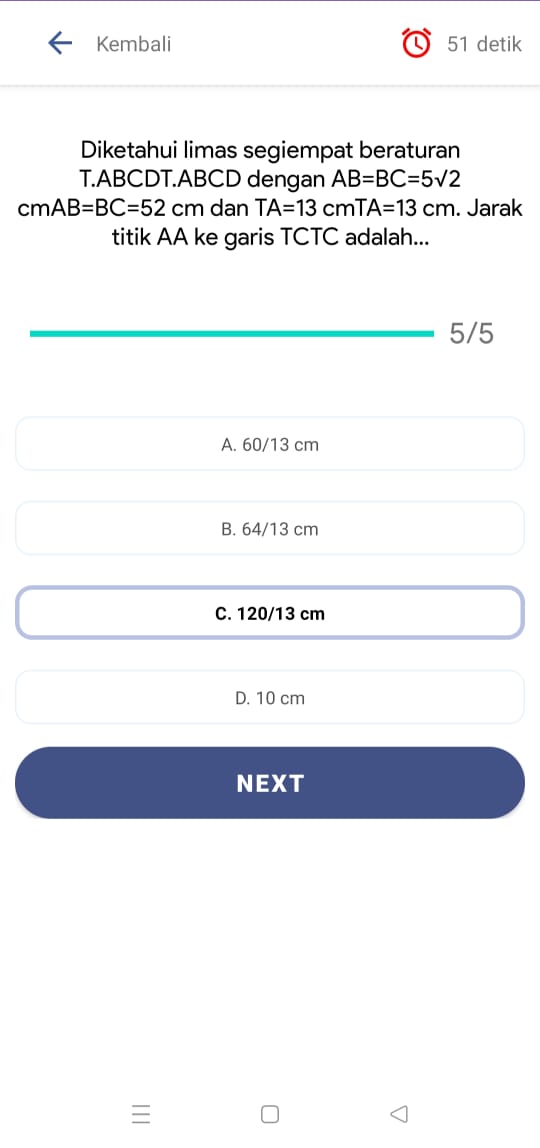 Kembali
51 detik
Diketahui limas segiempat beraturan
T.ABCDT.ABCD dengan AB=BC=5√2
cmAB=BC=52 cm dan TA=13 cmTA=13 cm. Jarak
titik AA ke garis TCTC adalah...
5/5
A. 60/13 cm
B. 64/13 cm
C. 120/13 cm
D. 10 cm
NEXT